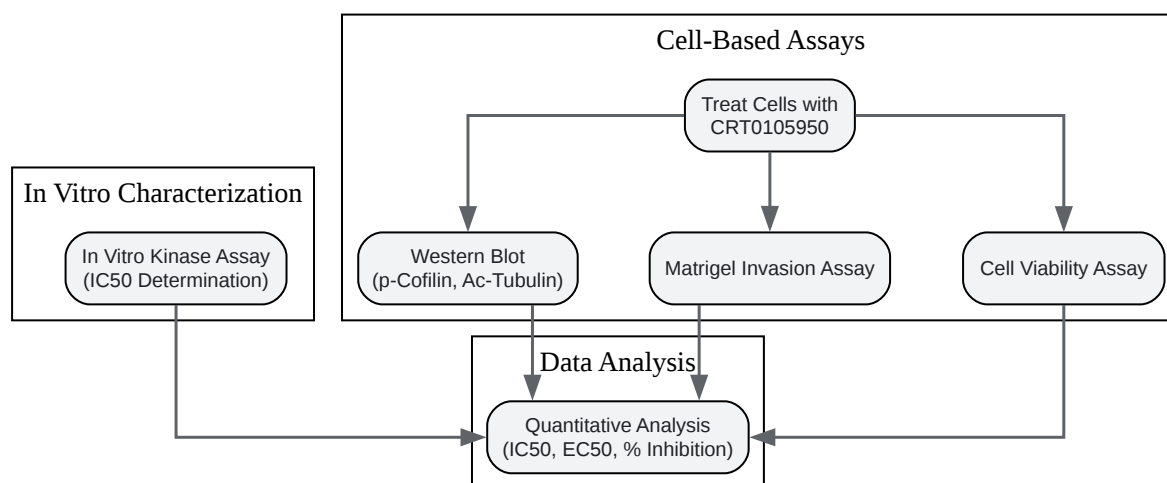 Cell-Based Assays
Treat Cells with
CRT0105950
In Vitro Characterization
In Vitro Kinase Assay
(IC50 Determination)
Western Blot
(p-Cofilin, Ac-Tubulin)
Matrigel Invasion Assay
Cell Viability Assay
Data Analysis
Quantitative Analysis
(IC50, EC50, % Inhibition)